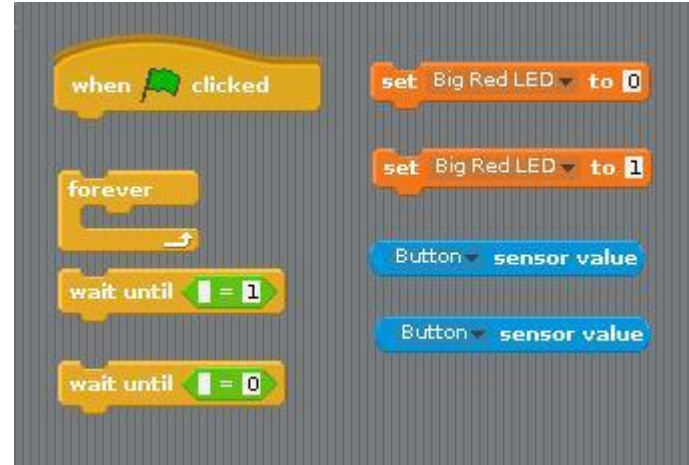 when clicked
forever
wait until = 1
wait until = 0
set Big Red LED to 0
set Big Red LED to 1
Button sensor value
Button sensor value